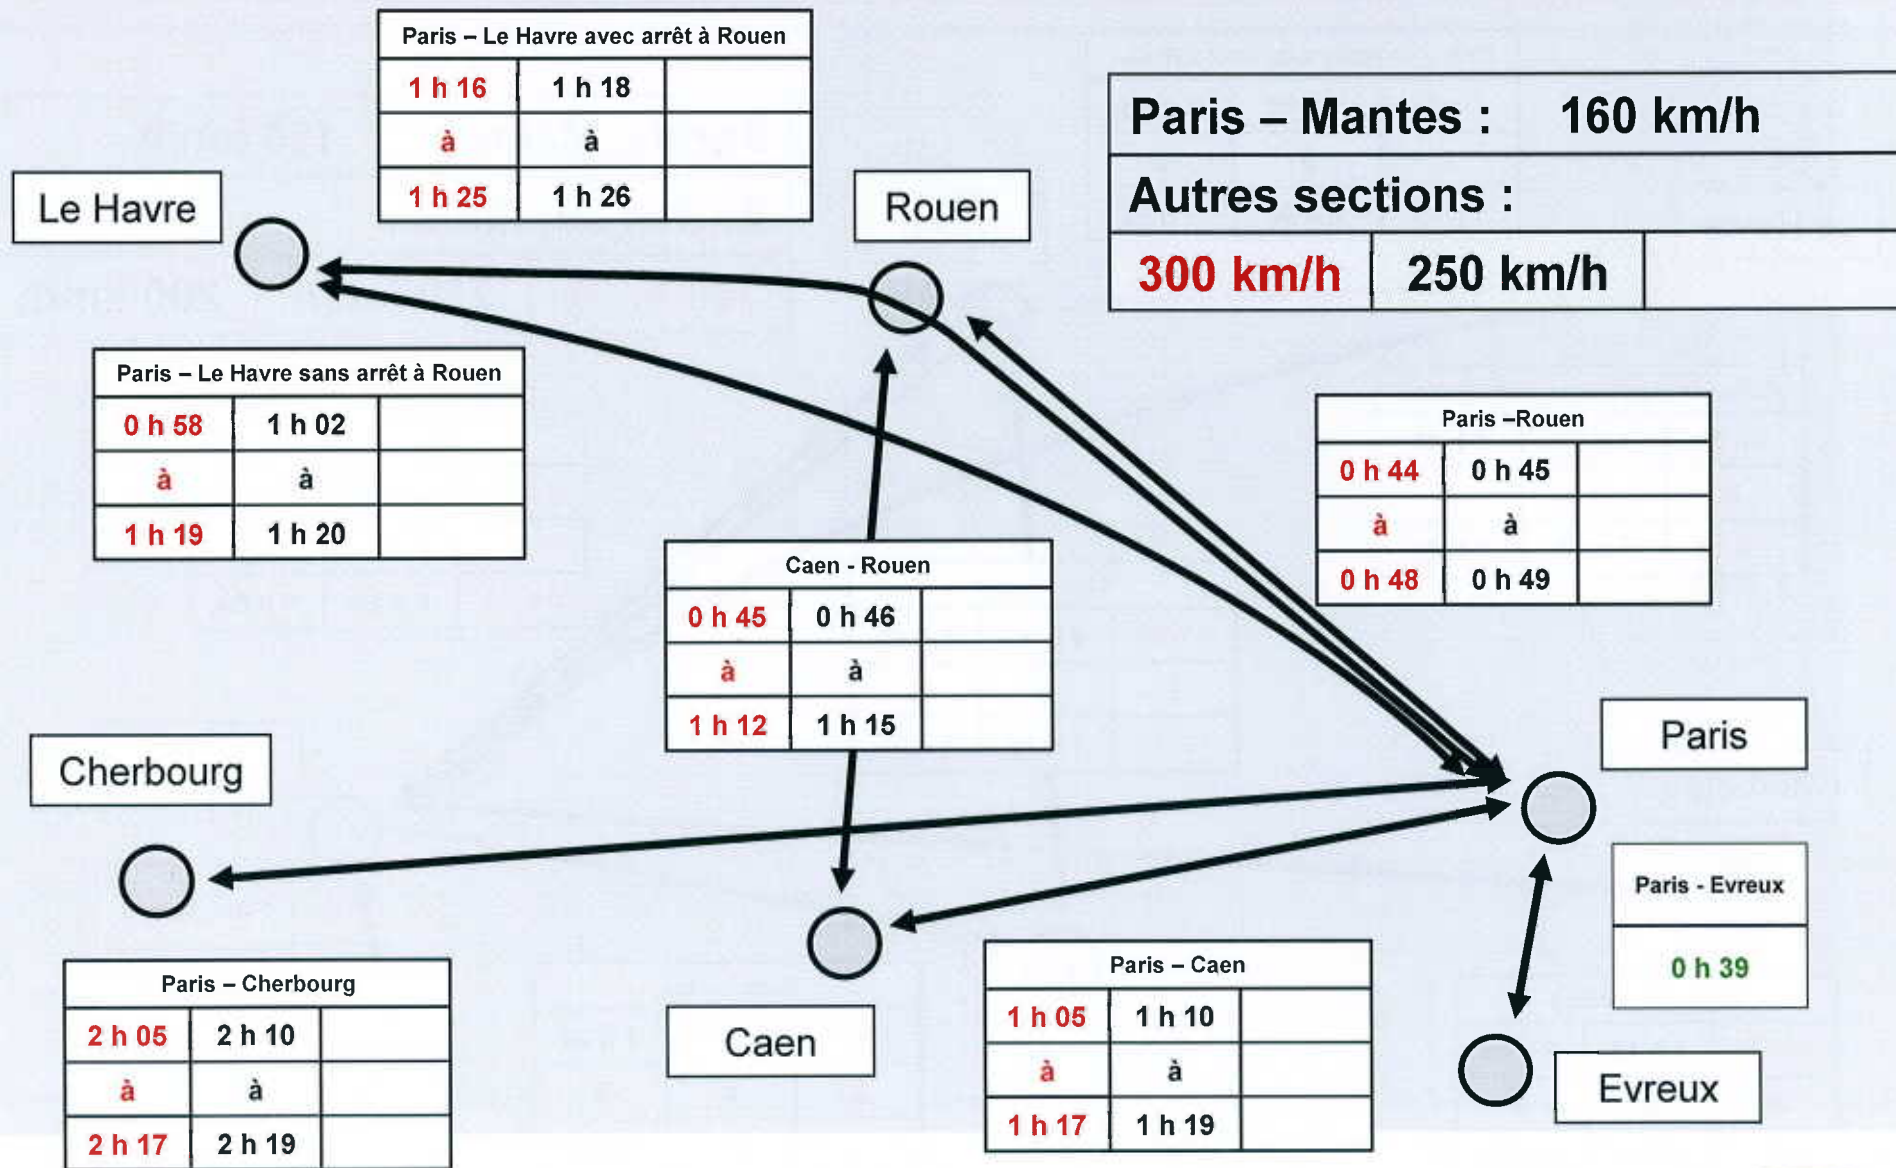 Paris – Le Havre avec arrêt à Rouen
1 h 16 1 h 18
à à
1 h 25 1 h 26
Paris – Mantes : 160 km/h
Autres sections :
300 km/h 250 km/h
Le Havre
Rouen
Paris – Le Havre sans arrêt à Rouen
0 h 58 1 h 02
à à
1 h 19 1 h 20
Paris –Rouen
0 h 44 0 h 45
à à
0 h 48 0 h 49
Caen - Rouen
0 h 45 0 h 46
à à
1 h 12 1 h 15
Paris
Cherbourg
Paris - Evreux
0 h 39
Paris – Cherbourg
2 h 05 2 h 10
à à
2 h 17 2 h 19
Caen
Paris – Caen
1 h 05 1 h 10
à à
1 h 17 1 h 19
Evreux